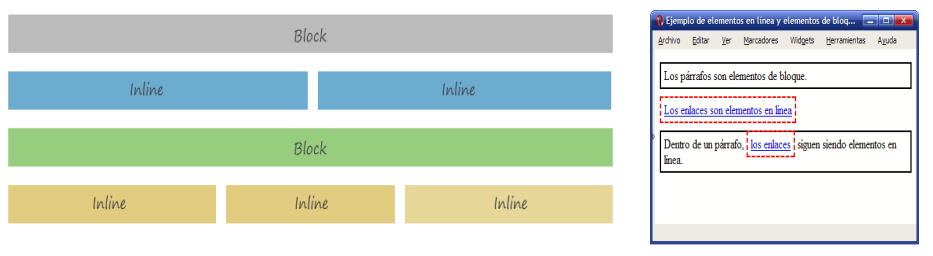 Block
Inline Inline
Block
Inline Inline Inline
Ejemplo de elementos en línea y elementos de bloq...
Archivo Editar Ver Marcadores Widgets Herramientas Ayuda
Los párrafos son elementos de bloque.
Los enlaces son elementos en línea
Dentro de un párrafo, los enlaces siguen siendo elementos en
línea.